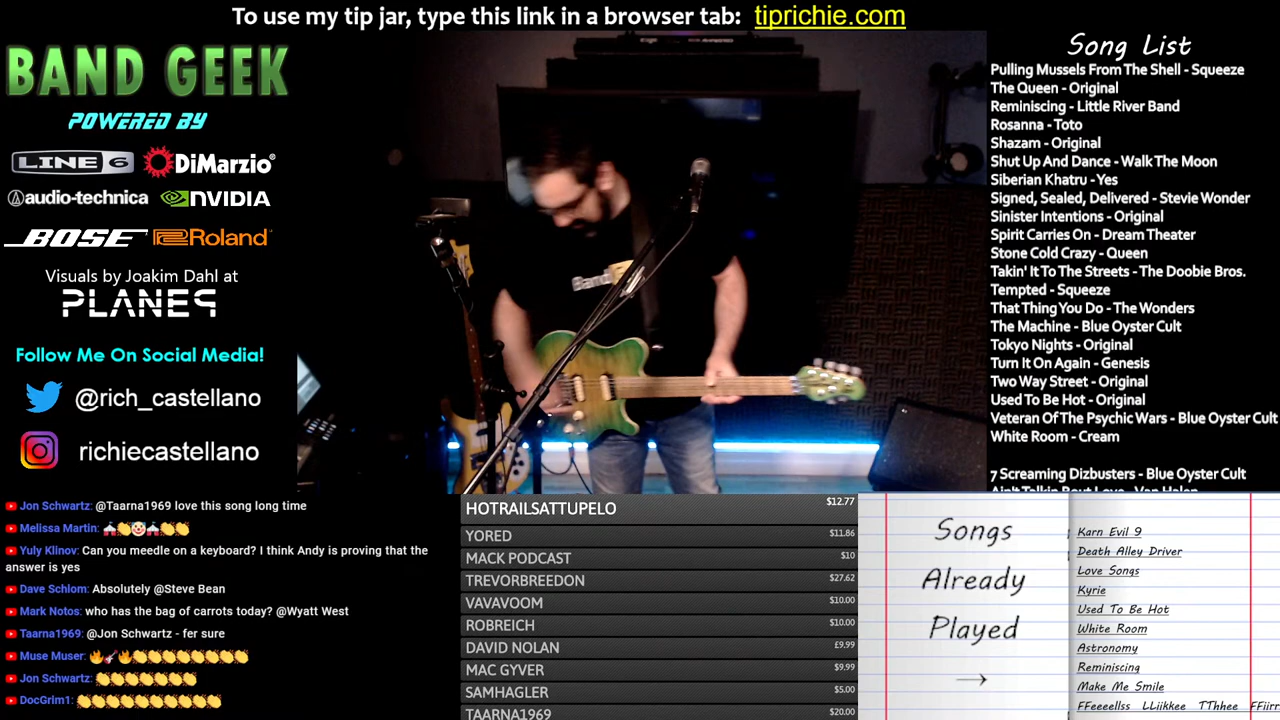 To use my tip jar, type this link in a browser tab: tiprichie.com
BAND GEEK
POWERED BY
LINE 6
DiMarzio®
audio-technica
NVIDIA
BOSE
Roland
Visuals by Joakim Dahl at
PLANE9
Follow Me On Social Media!
@rich_castellano
richiecastellano
Song List
Pulling Mussels From The Shell - Squeeze
The Queen - Original
Reminiscing - Little River Band
Rosanna - Toto
Shazam - Original
Shut Up And Dance - Walk The Moon
Siberian Khatru - Yes
Signed, Sealed, Delivered - Stevie Wonder
Sinister Intentions - Original
Spirit Carries On - Dream Theater
Stone Cold Crazy - Queen
Takin' It To The Streets - The Doobie Bros.
Tempted - Squeeze
That Thing You Do - The Wonders
The Machine - Blue Oyster Cult
Tokyo Nights - Original
Turn It On Again - Genesis
Two Way Street - Original
Used To Be Hot - Original
Veteran Of The Psychic Wars - Blue Oyster Cult
White Room - Cream
7 Screaming Dizbusters - Blue Oyster Cult
Ain't Talkin Bout Love - Van Halen
Jon Schwartz: @Taarna1969 love this song long time
Melissa Martin:
Yuly Klinov: Can you meedle on a keyboard? I think Andy is proving that the
answer is yes
Dave Schlom: Absolutely @Steve Bean
Mark Notos: who has the bag of carrots today? @Wyatt West
Taarna1969: @Jon Schwartz - fer sure
Muse Muser:
Jon Schwartz:
DocGrim1:
HOTRAILSATTUPELO $12.77
YORED $11.86
MACK PODCAST $10
TREVORBREEDON $27.62
VAVAVOOM $10.00
ROBREICH $10.00
DAVID NOLAN £9.99
MAC GYVER $9.99
SAMHAGLER $5.00
TAARNA1969 $20.00
Songs
Already
Played
→
Karn Evil 9
Death Alley Driver
Love Songs
Kyrie
Used To Be Hot
White Room
Astronomy
Reminiscing
Make Me Smile
FFeeeellss LLiikkee TThhee FFiirr